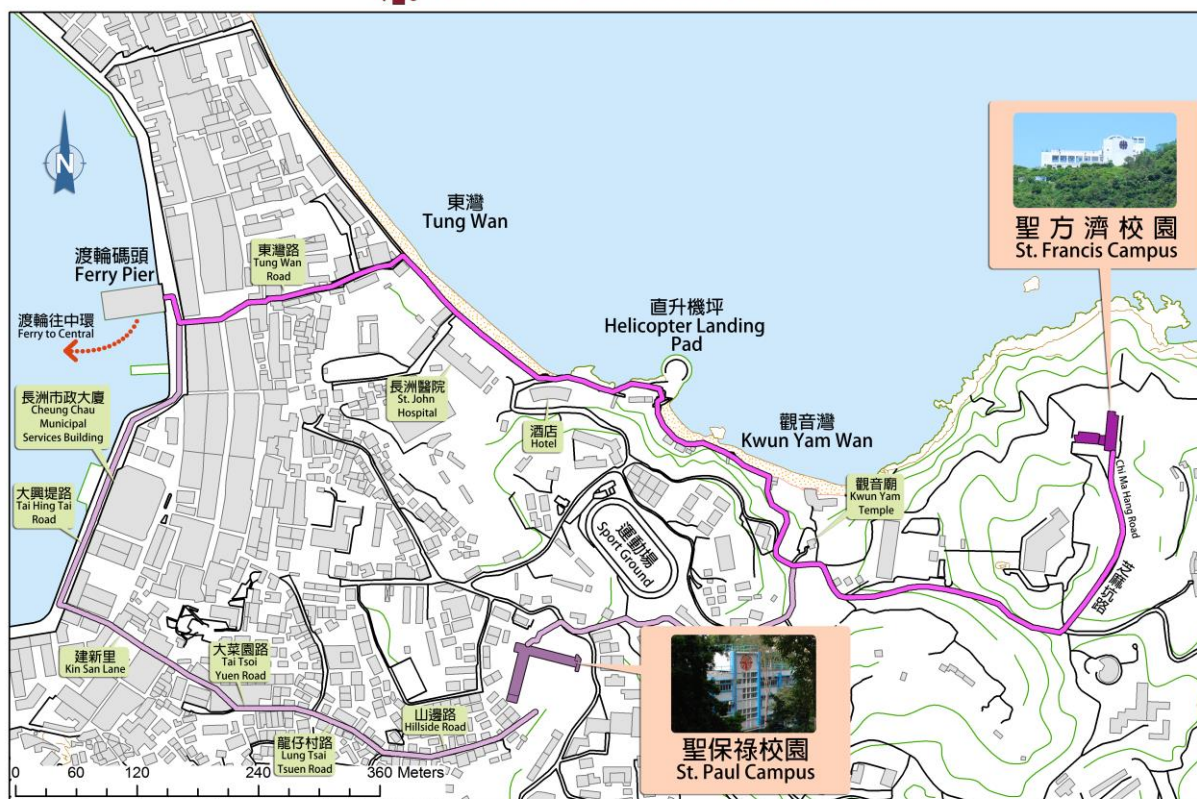 N
東灣
Tung Wan
聖方濟校園
St. Francis Campus
渡輪碼頭
Ferry Pier
東灣路
Tung Wan
Road
渡輪往中環
Ferry to Central
直升機坪
Helicopter Landing
Pad
長洲市政大廈
Cheung Chau
Municipal
Services Building
長洲醫院
St. John
Hospital
酒店
Hotel
觀音灣
Kwun Yam Wan
觀音廟
Kwun Yam
Temple
Chi Ma Hang Road
芝麻坑路
大興堤路
Tai Hing Tai
Road
運動場
Sport Ground
建新里
Kin San Lane
大菜園路
Tai Tsoi
Yuen Road
山邊路
Hillside Road
龍仔村路
Lung Tsai
Tsuen Road
聖保祿校園
St. Paul Campus
0 60 120 240 360 Meters